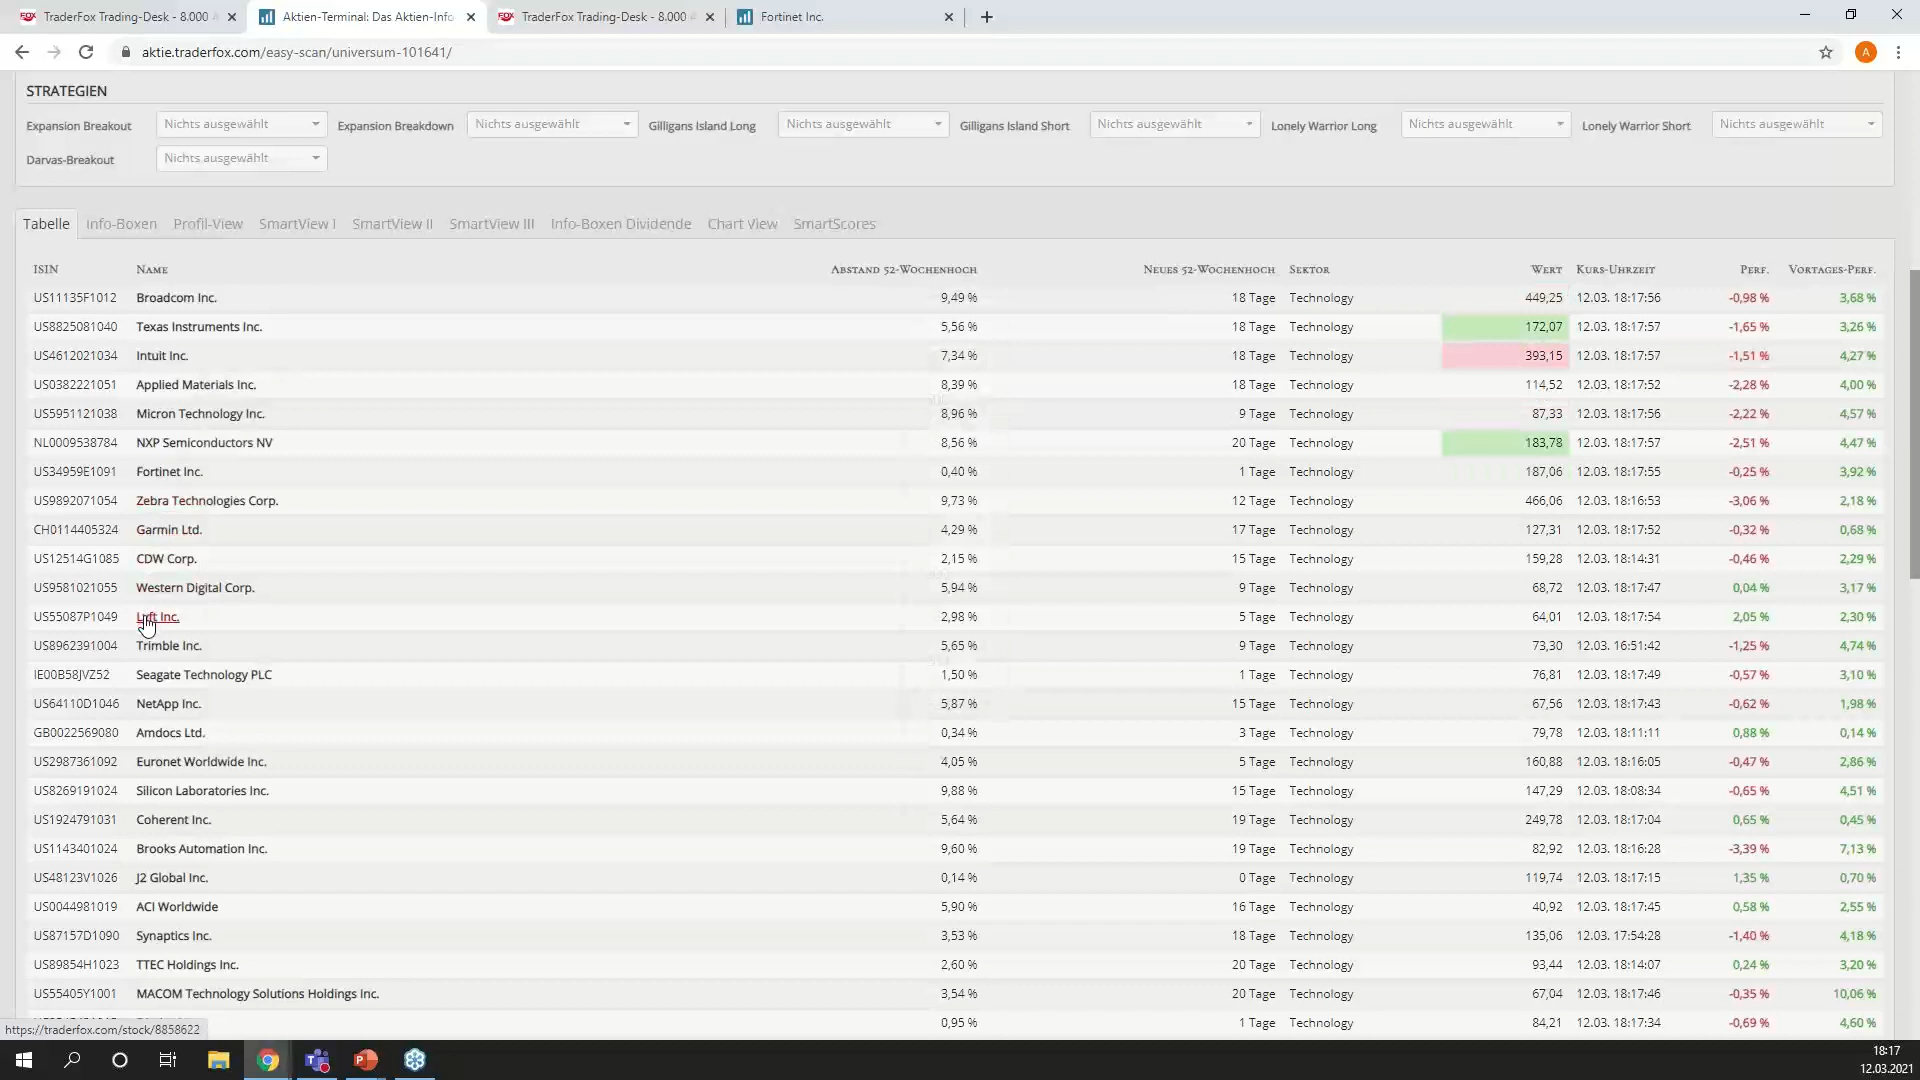 TraderFox Trading-Desk - 8.000
Aktien-Terminal: Das Aktien-Info
TraderFox Trading-Desk - 8.000
Fortinet Inc.
aktie.traderfox.com/easy-scan/universum-101641/
A
STRATEGIEN
Expansion Breakout Nichts ausgewählt Expansion Breakdown Nichts ausgewählt Gilligans Island Long Nichts ausgewählt Gilligans Island Short Nichts ausgewählt Lonely Warrior Long Nichts ausgewählt Lonely Warrior Short Nichts ausgewählt
Darvas-Breakout Nichts ausgewählt
Tabelle Info-Boxen Profil-View SmartView I SmartView II SmartView III Info-Boxen Dividende Chart View SmartScores
ISIN Name Abstand 52-Wochenhoch Neues 52-Wochenhoch Sektor Wert Kurs-Uhrzeit Perf. Vortages-Perf.
US11135F1012 Broadcom Inc. 9,49 % 18 Tage Technology 449,25 12.03. 18:17:56 -0,98 % 3,68 %
US8825081040 Texas Instruments Inc. 5,56 % 18 Tage Technology 172,07 12.03. 18:17:57 -1,65 % 3,26 %
US4612021034 Intuit Inc. 7,34 % 18 Tage Technology 393,15 12.03. 18:17:57 -1,51 % 4,27 %
US0382221051 Applied Materials Inc. 8,39 % 18 Tage Technology 114,52 12.03. 18:17:52 -2,28 % 4,00 %
US5951121038 Micron Technology Inc. 8,96 % 9 Tage Technology 87,33 12.03. 18:17:56 -2,22 % 4,57 %
NL0009538784 NXP Semiconductors NV 8,56 % 20 Tage Technology 183,78 12.03. 18:17:57 -2,51 % 4,47 %
US34959E1091 Fortinet Inc. 0,40 % 1 Tage Technology 187,06 12.03. 18:17:55 -0,25 % 3,92 %
US9892071054 Zebra Technologies Corp. 9,73 % 12 Tage Technology 466,06 12.03. 18:16:53 -3,06 % 2,18 %
CH0114405324 Garmin Ltd. 4,29 % 17 Tage Technology 127,31 12.03. 18:17:52 -0,32 % 0,68 %
US12514G1085 CDW Corp. 2,15 % 15 Tage Technology 159,28 12.03. 18:14:31 -0,46 % 2,29 %
US9581021055 Western Digital Corp. 5,94 % 9 Tage Technology 68,72 12.03. 18:17:47 0,04 % 3,17 %
US55087P1049 Lyft Inc. 2,98 % 5 Tage Technology 64,01 12.03. 18:17:54 2,05 % 2,30 %
US8962391004 Trimble Inc. 5,65 % 9 Tage Technology 73,30 12.03. 16:51:42 -1,25 % 4,74 %
IE00B58JVZ52 Seagate Technology PLC 1,50 % 1 Tage Technology 76,81 12.03. 18:17:49 -0,57 % 3,10 %
US64110D1046 NetApp Inc. 5,87 % 15 Tage Technology 67,56 12.03. 18:17:43 -0,62 % 1,98 %
GB0022569080 Amdocs Ltd. 0,34 % 3 Tage Technology 79,78 12.03. 18:11:11 0,88 % 0,14 %
US2987361092 Euronet Worldwide Inc. 4,05 % 5 Tage Technology 160,88 12.03. 18:16:05 -0,47 % 2,86 %
US8269191024 Silicon Laboratories Inc. 9,88 % 15 Tage Technology 147,29 12.03. 18:08:34 -0,65 % 4,51 %
US1924791031 Coherent Inc. 5,64 % 19 Tage Technology 249,78 12.03. 18:17:04 0,65 % 0,45 %
US1143401024 Brooks Automation Inc. 9,60 % 19 Tage Technology 82,92 12.03. 18:16:28 -3,39 % 7,13 %
US48123V1026 J2 Global Inc. 0,14 % 0 Tage Technology 119,74 12.03. 18:17:15 1,35 % 0,70 %
US0044981019 ACI Worldwide 5,90 % 16 Tage Technology 40,92 12.03. 18:17:45 0,58 % 2,55 %
US87157D1090 Synaptics Inc. 3,53 % 18 Tage Technology 135,06 12.03. 17:54:28 -1,40 % 4,18 %
US89854H1023 TTEC Holdings Inc. 2,60 % 20 Tage Technology 93,44 12.03. 18:14:07 0,24 % 3,20 %
US55405Y1001 MACOM Technology Solutions Holdings Inc. 3,54 % 20 Tage Technology 67,04 12.03. 18:17:46 -0,35 % 10,06 %
0,95 % 1 Tage Technology 84,21 12.03. 18:17:34 -0,69 % 4,60 %
https://traderfox.com/stock/8858622
18:17
12.03.2021